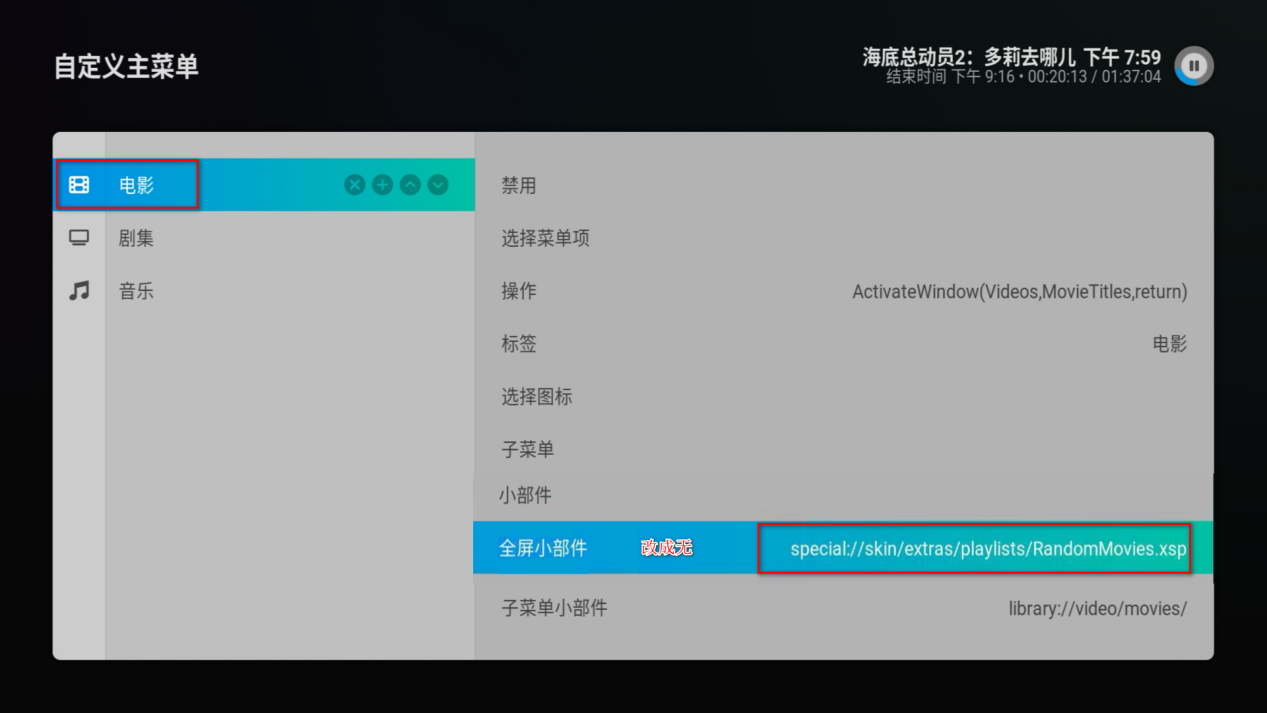 自定义主菜单
海底总动员2：多莉去哪儿 下午 7:59
结束时间 下午 9:16 • 00:20:13 / 01:37:04
电影
剧集
音乐
禁用
选择菜单项
操作 ActivateWindow(Videos,MovieTitles,return)
标签 电影
选择图标
子菜单
小部件
全屏小部件 改成无 special://skin/extras/playlists/RandomMovies.xsp
子菜单小部件 library://video/movies/